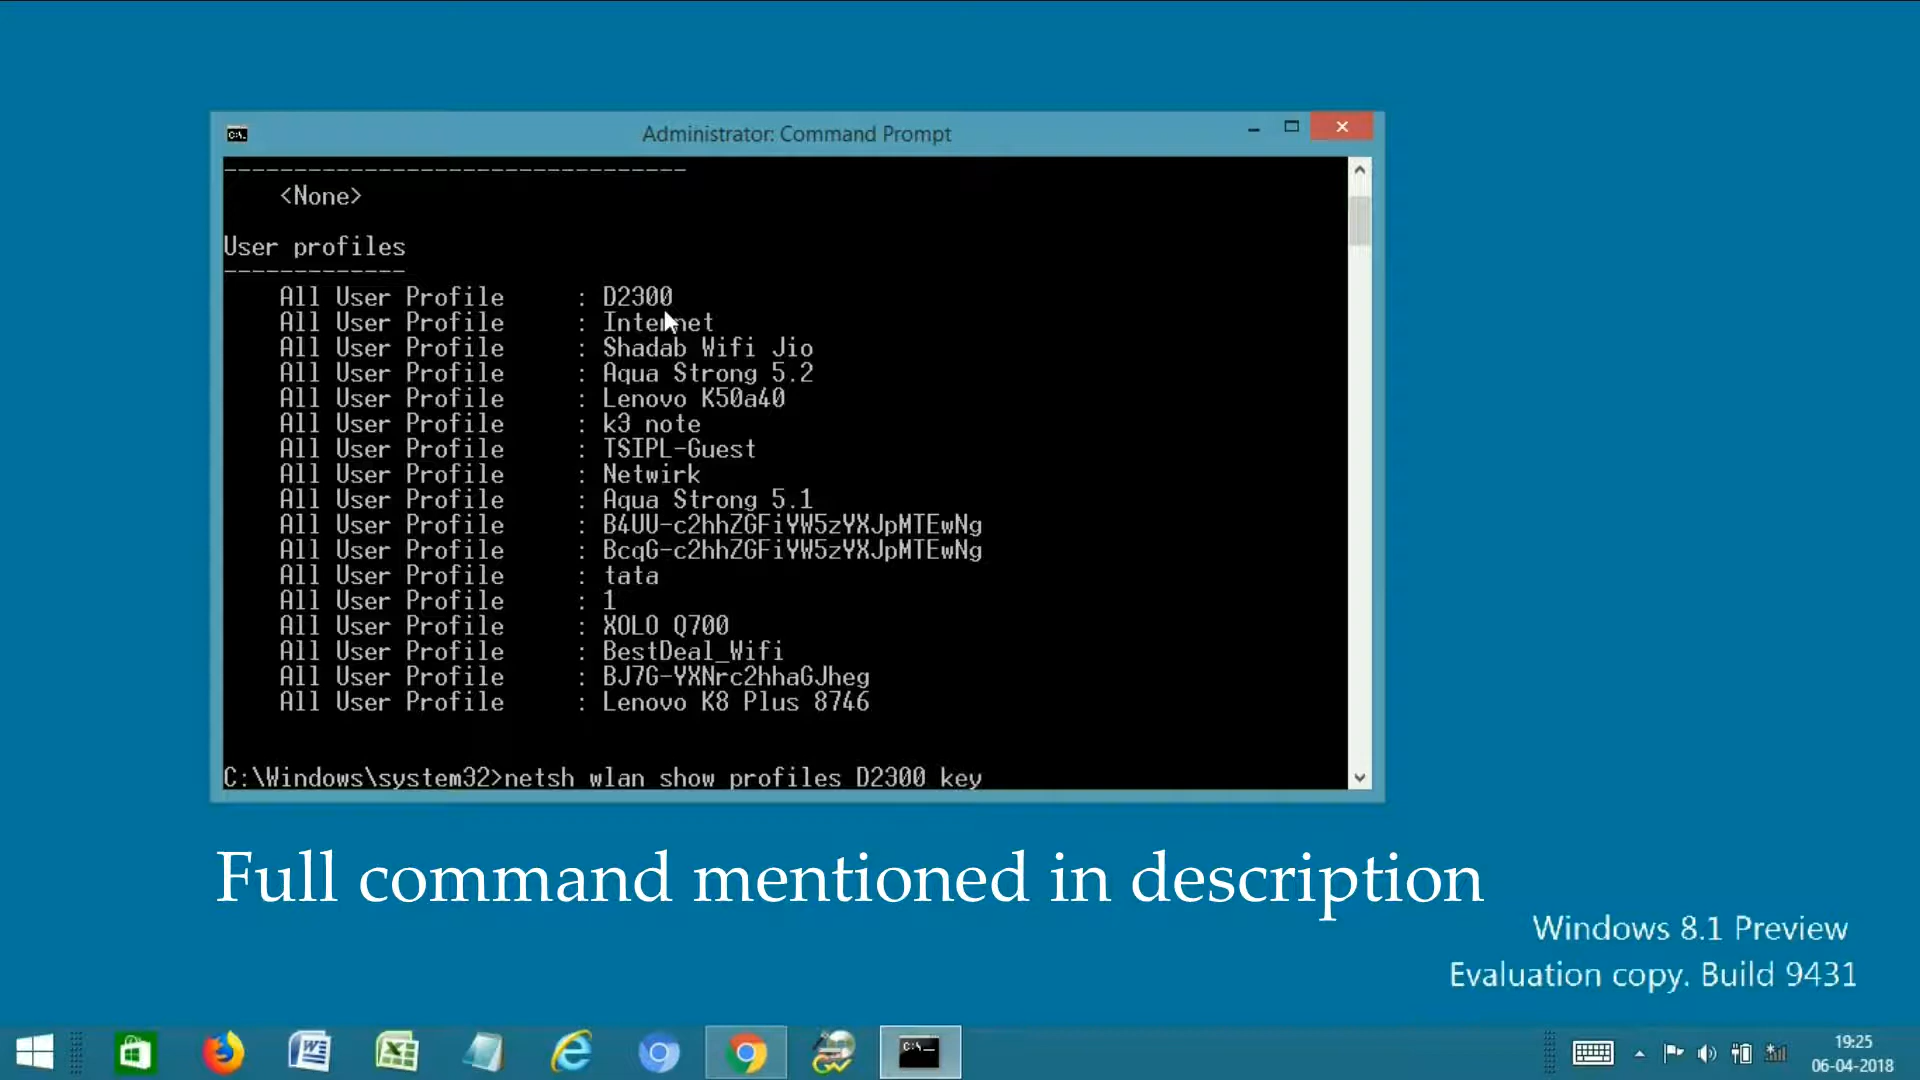 Administrator: Command Prompt
---------------------------------
<None>
User profiles
-------------
All User Profile : D2300
All User Profile : Internet
All User Profile : Shadab Wifi Jio
All User Profile : Aqua Strong 5.2
All User Profile : Lenovo K50a40
All User Profile : k3 note
All User Profile : TSIPL-Guest
All User Profile : Netwirk
All User Profile : Aqua Strong 5.1
All User Profile : B4UU-c2hhZGFiYW5zYXJpMTEwNg
All User Profile : BcqG-c2hhZGFiYW5zYXJpMTEwNg
All User Profile : tata
All User Profile : 1
All User Profile : XOLO Q700
All User Profile : BestDeal_Wifi
All User Profile : BJ7G-YXNrc2hhaGJheg
All User Profile : Lenovo K8 Plus 8746
C:\Windows\system32>netsh wlan show profiles D2300 key
Full command mentioned in description
Windows 8.1 Preview
Evaluation copy. Build 9431
19:25
06-04-2018